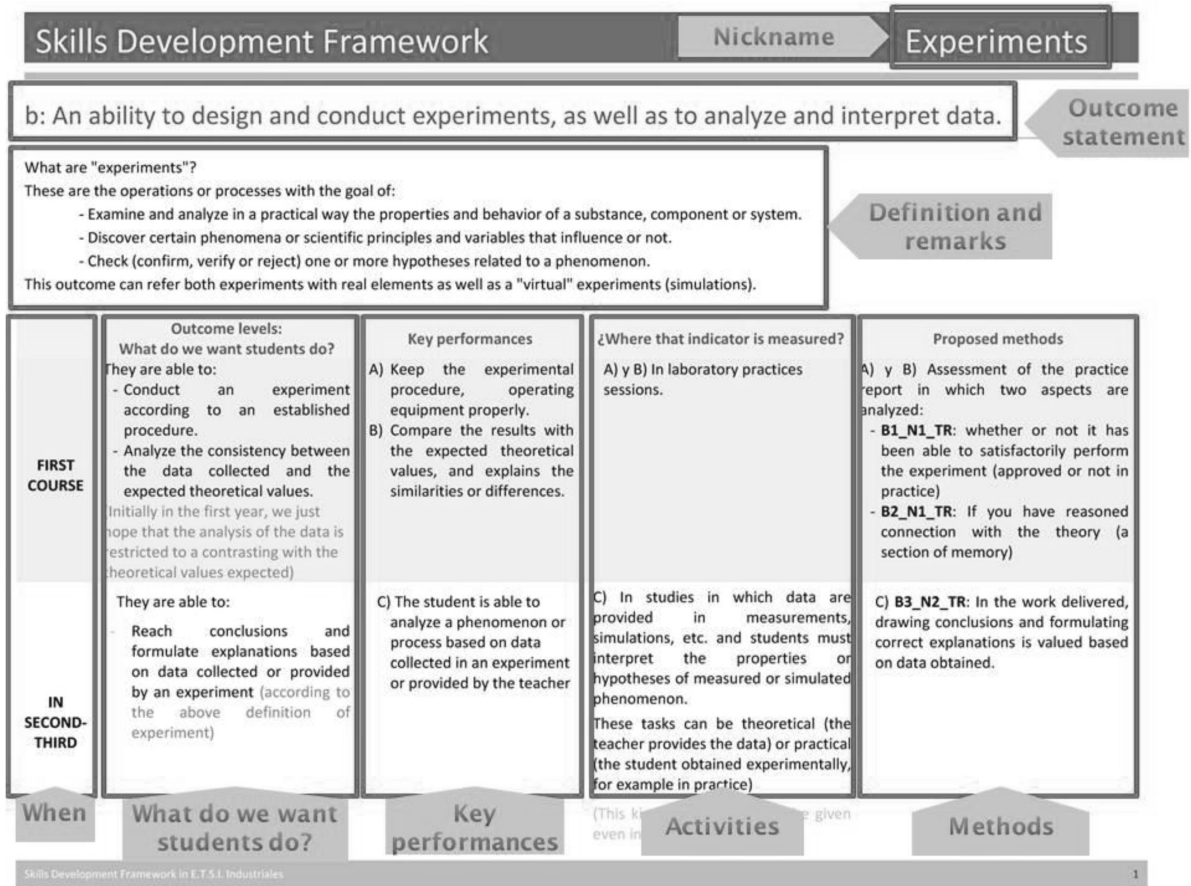 Skills Development Framework
Nickname
Experiments
b: An ability to design and conduct experiments, as well as to analyze and interpret data.
Outcome
statement
What are "experiments"?
These are the operations or processes with the goal of:
- Examine and analyze in a practical way the properties and behavior of a substance, component or system.
- Discover certain phenomena or scientific principles and variables that influence or not.
- Check (confirm, verify or reject) one or more hypotheses related to a phenomenon.
This outcome can refer both experiments with real elements as well as a "virtual" experiments (simulations).
Definition and
remarks
Outcome levels:
What do we want students do?
Key performances
¿Where that indicator is measured?
Proposed methods
FIRST
COURSE
They are able to:
- Conduct an experiment
according to an established
procedure.
- Analyze the consistency between
the data collected and the
expected theoretical values.
(Initially in the first year, we just
hope that the analysis of the data is
restricted to a contrasting with the
theoretical values expected)
A) Keep the experimental
procedure, operating
equipment properly.
B) Compare the results with
the expected theoretical
values, and explains the
similarities or differences.
A) y B) In laboratory practices
sessions.
A) y B) Assessment of the practice
report in which two aspects are
analyzed:
- B1_N1_TR: whether or not it has
been able to satisfactorily perform
the experiment (approved or not in
practice)
- B2_N1_TR: If you have reasoned
connection with the theory (a
section of memory)
IN
SECOND-
THIRD
They are able to:
- Reach conclusions and
formulate explanations based
on data collected or provided
by an experiment (according to
the above definition of
experiment)
C) The student is able to
analyze a phenomenon or
process based on data
collected in an experiment
or provided by the teacher
C) In studies in which data are
provided in measurements,
simulations, etc. and students must
interpret the properties or
hypotheses of measured or simulated
phenomenon.
These tasks can be theoretical (the
teacher provides the data) or practical
(the student obtained experimentally,
for example in practice)
(This given
even in
C) B3_N2_TR: In the work delivered,
drawing conclusions and formulating
correct explanations is valued based
on data obtained.
When
What do we want
students do?
Key
performances
Activities
Methods
Skills Development Framework in E.T.S.I. Industriales
1